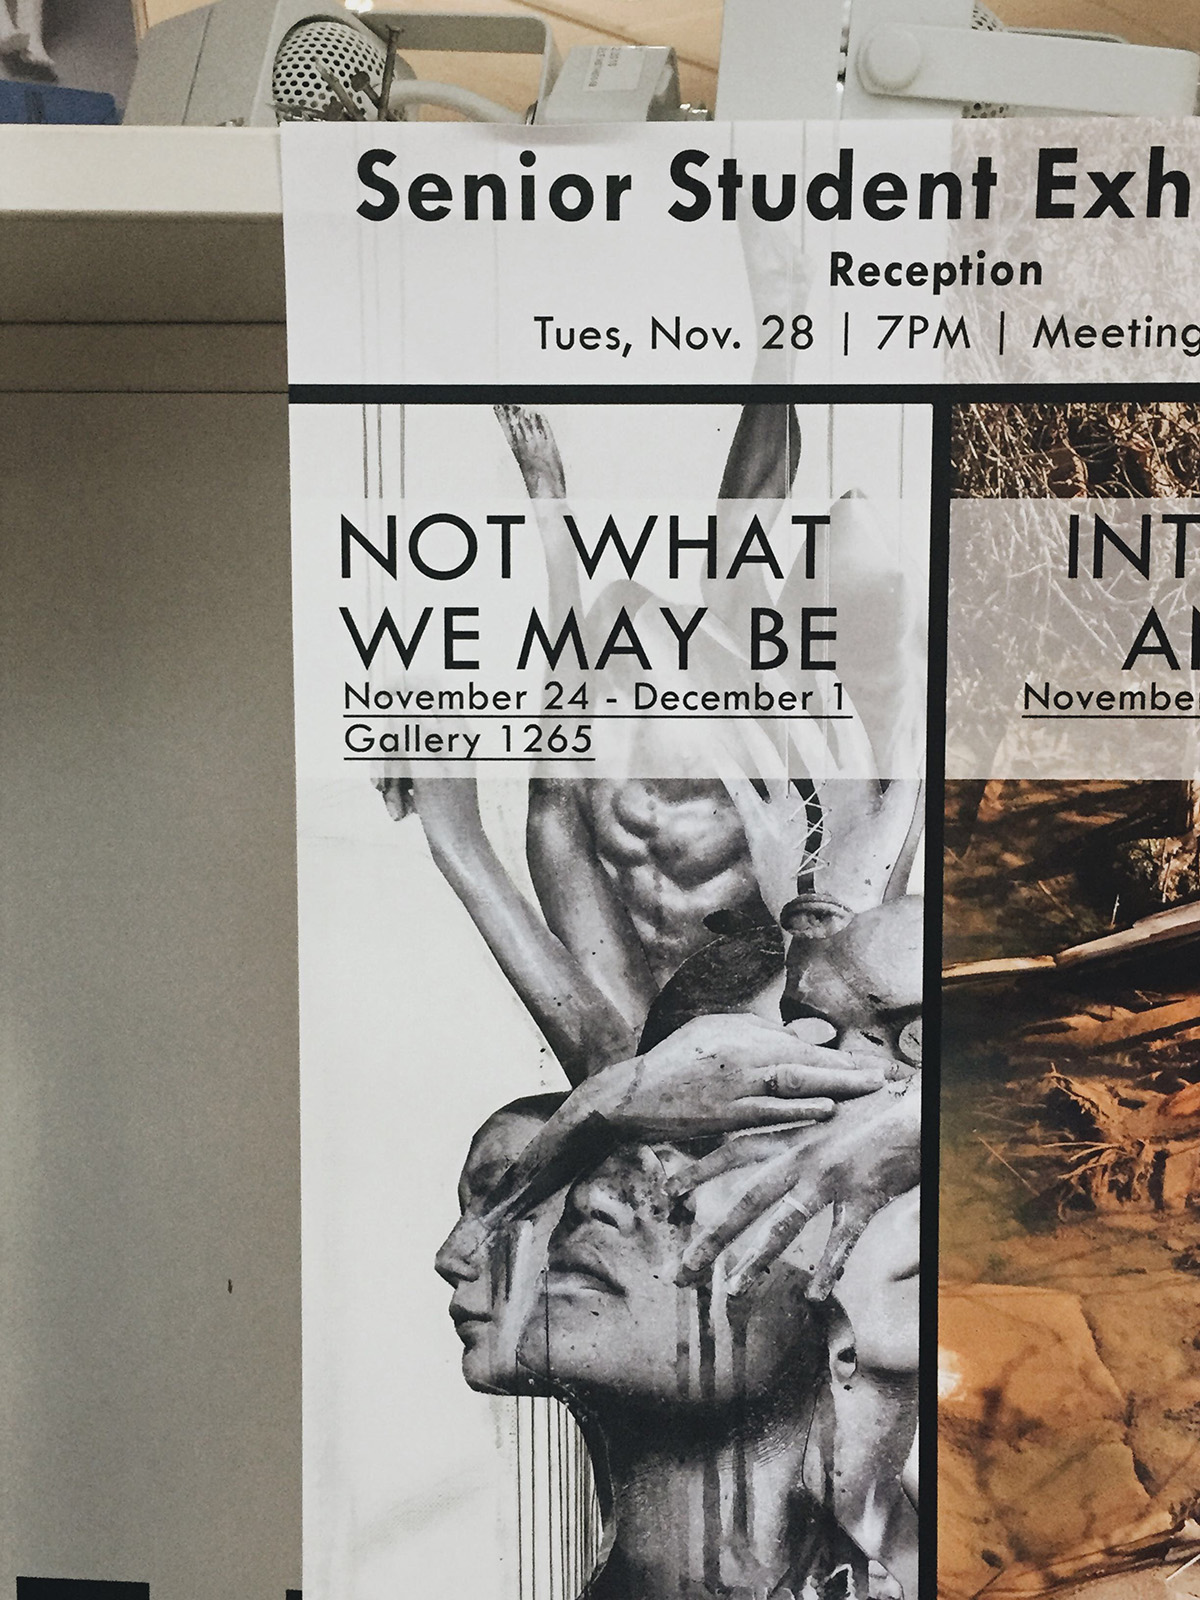 Senior Student Exh
Reception
Tues, Nov. 28 | 7PM | Meeting
NOT WHAT
WE MAY BE
November 24 - December 1
Gallery 1265
INT
Novembe